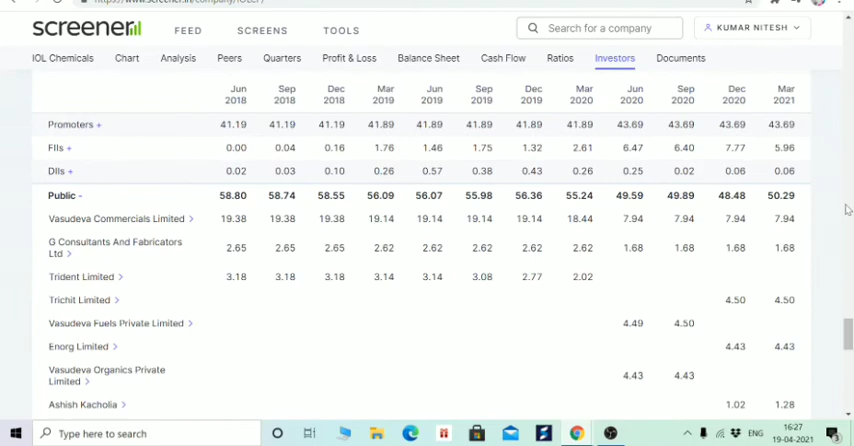 screener
FEED SCREENS TOOLS
Search for a company
KUMAR NITESH
IOL Chemicals Chart Analysis Peers Quarters Profit & Loss Balance Sheet Cash Flow Ratios Investors Documents
Jun 2018 Sep 2018 Dec 2018 Mar 2019 Jun 2019 Sep 2019 Dec 2019 Mar 2020 Jun 2020 Sep 2020 Dec 2020 Mar 2021
Promoters + 41.19 41.19 41.19 41.89 41.89 41.89 41.89 41.89 43.69 43.69 43.69 43.69
FIIs + 0.00 0.04 0.16 1.76 1.46 1.75 1.32 2.61 6.47 6.40 7.77 5.96
DIIs + 0.02 0.03 0.10 0.26 0.57 0.38 0.43 0.26 0.25 0.02 0.06 0.06
Public - 58.80 58.74 58.55 56.09 56.07 55.98 56.36 55.24 49.59 49.89 48.48 50.29
Vasudeva Commercials Limited > 19.38 19.38 19.38 19.14 19.14 19.14 19.14 18.44 7.94 7.94 7.94 7.94
G Consultants And Fabricators
Ltd > 2.65 2.65 2.65 2.62 2.62 2.62 2.62 2.62 1.68 1.68 1.68 1.68
Trident Limited > 3.18 3.18 3.18 3.14 3.14 3.08 2.77 2.02
Trichit Limited > 4.50 4.50
Vasudeva Fuels Private Limited > 4.49 4.50
Enorg Limited > 4.43 4.43
Vasudeva Organics Private
Limited > 4.43 4.43
Ashish Kacholia > 1.02 1.28
Type here to search
ENG
16:27
19-04-2021
3